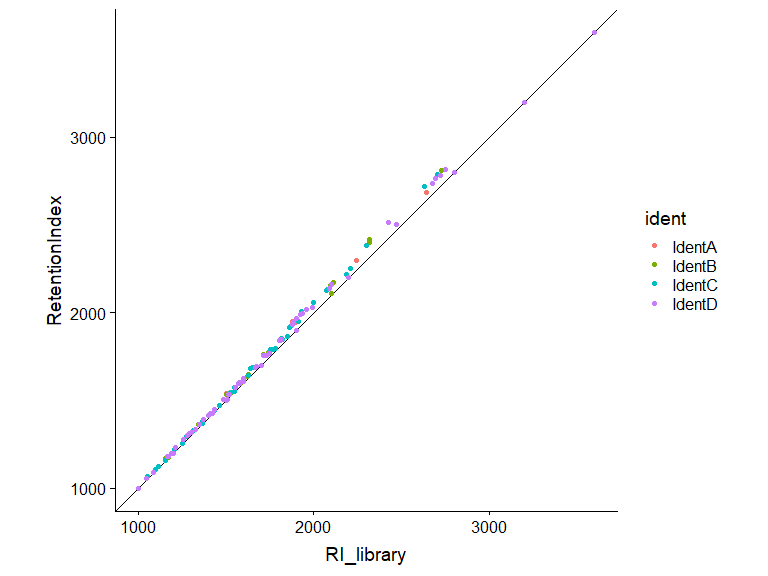 RetentionIndex
3000
2000
1000
1000 2000 3000
RI_library
ident
IdentA
IdentB
IdentC
IdentD